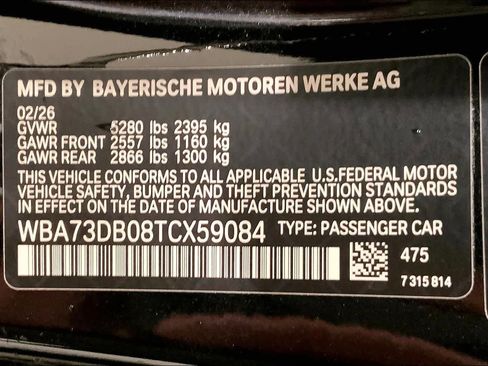 MFD BY BAYERISCHE MOTOREN WERKE AG
02/26
GVWR 5280 lbs 2395 kg
GAWR FRONT 2557 lbs 1160 kg
GAWR REAR 2866 lbs 1300 kg
THIS VEHICLE CONFORMS TO ALL APPLICABLE U.S.FEDERAL MOTOR
VEHICLE SAFETY, BUMPER AND THEFT PREVENTION STANDARDS
IN EFFECT ON THE DATE OF MANUFACTURE SHOWN ABOVE.
WBA73DB08TCX59084 TYPE: PASSENGER CAR
475
7 315 814